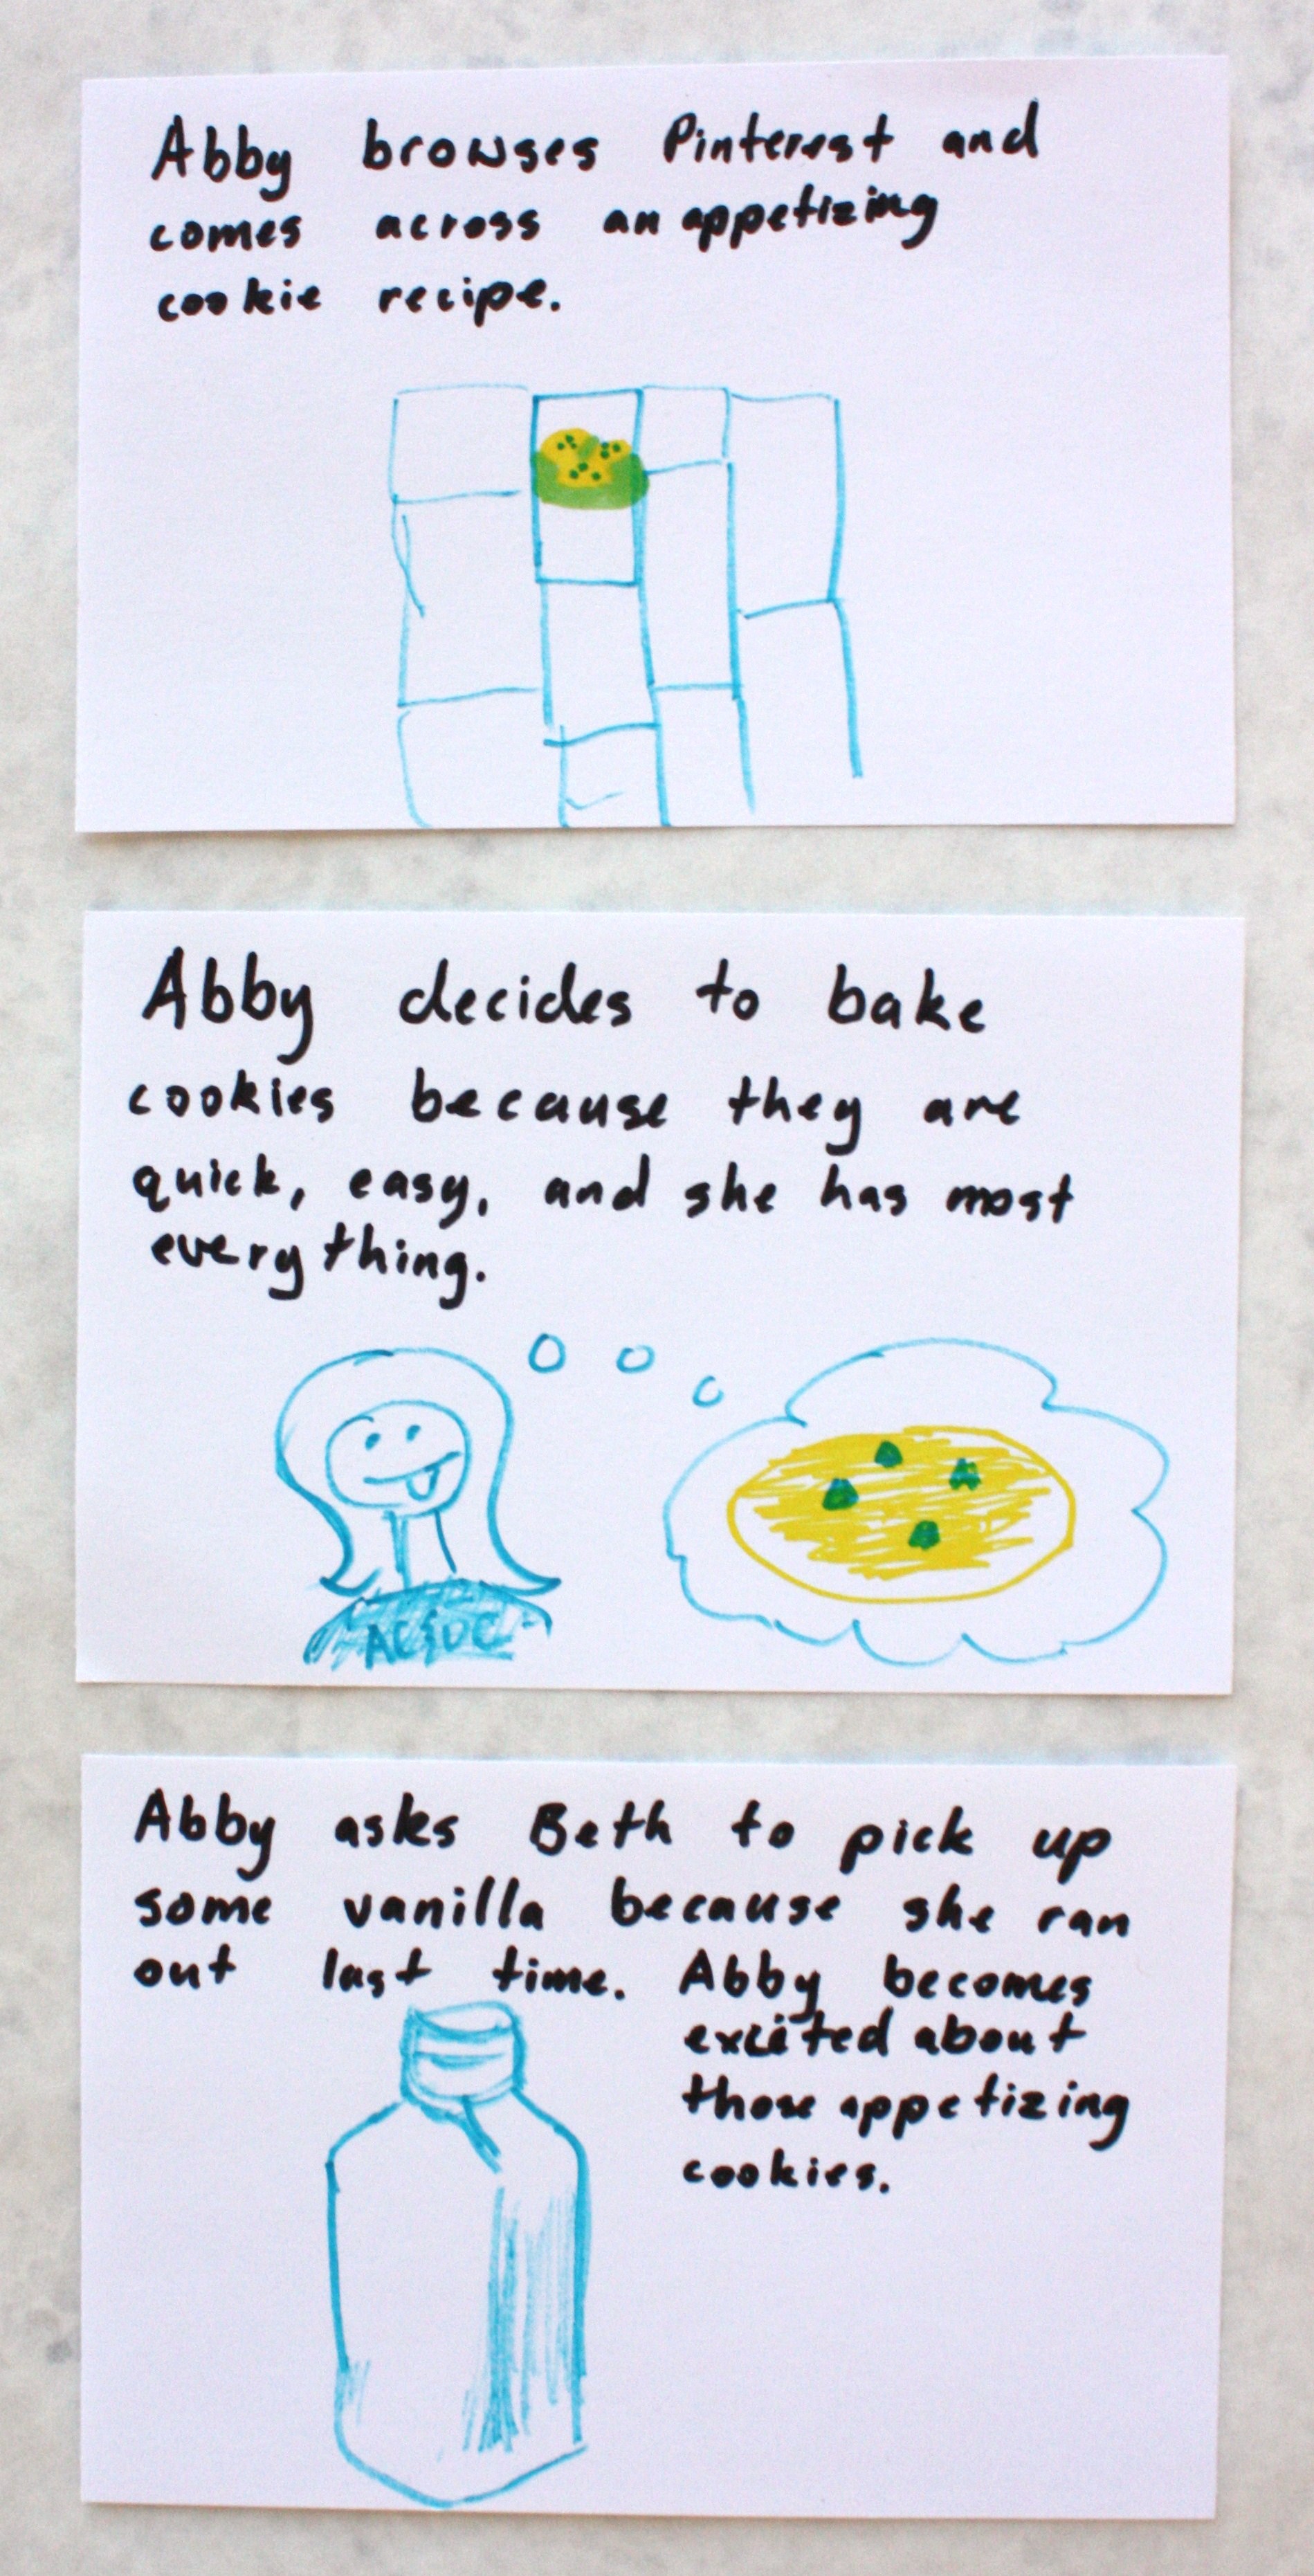 Abby browses Pinterest and
comes across an appetizing
cookie recipe.
Abby decides to bake
cookies because they are
quick, easy, and she has most
everything.
AC/DC
Abby asks Beth to pick up
some vanilla because she ran
out last time. Abby becomes
excited about
those appetizing
cookies.